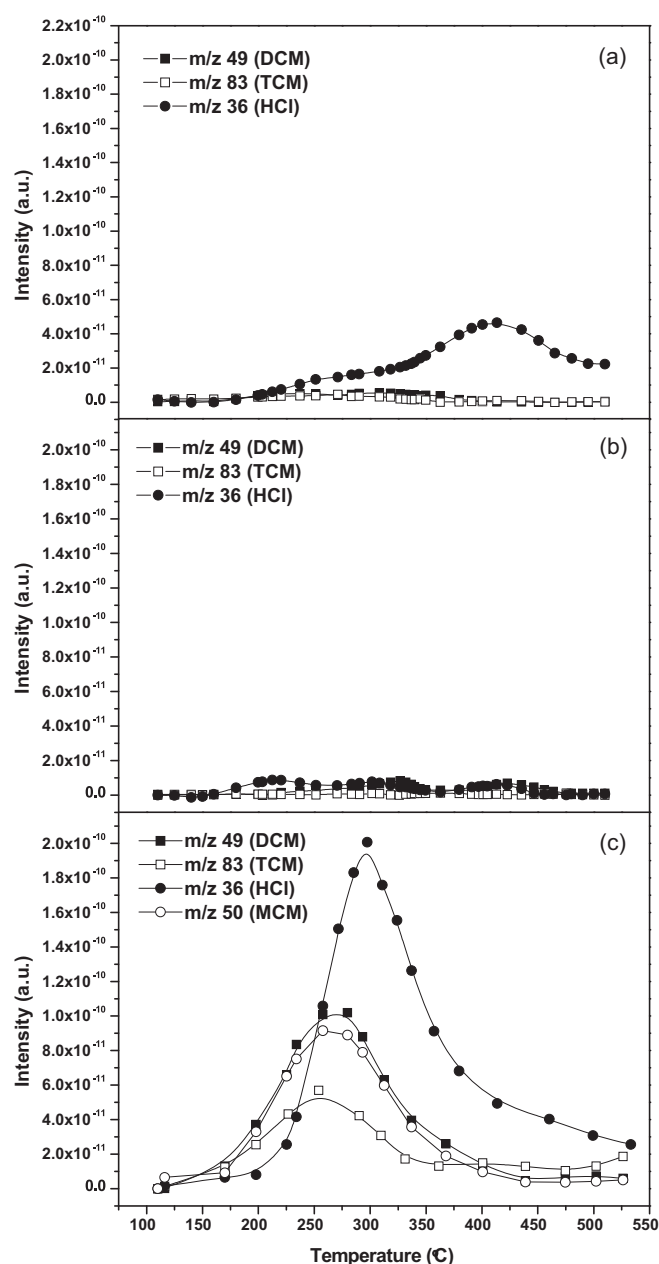 2.2x10⁻¹⁰
2.0x10⁻¹⁰
1.8x10⁻¹⁰
1.6x10⁻¹⁰
1.4x10⁻¹⁰
1.2x10⁻¹⁰
1.0x10⁻¹⁰
8.0x10⁻¹¹
6.0x10⁻¹¹
4.0x10⁻¹¹
2.0x10⁻¹¹
0.0
Intensity (a.u.)
m/z 49 (DCM)
m/z 83 (TCM)
m/z 36 (HCl)
(a)
2.0x10⁻¹⁰
1.8x10⁻¹⁰
1.6x10⁻¹⁰
1.4x10⁻¹⁰
1.2x10⁻¹⁰
1.0x10⁻¹⁰
8.0x10⁻¹¹
6.0x10⁻¹¹
4.0x10⁻¹¹
2.0x10⁻¹¹
0.0
Intensity (a.u.)
m/z 49 (DCM)
m/z 83 (TCM)
m/z 36 (HCl)
(b)
2.0x10⁻¹⁰
1.8x10⁻¹⁰
1.6x10⁻¹⁰
1.4x10⁻¹⁰
1.2x10⁻¹⁰
1.0x10⁻¹⁰
8.0x10⁻¹¹
6.0x10⁻¹¹
4.0x10⁻¹¹
2.0x10⁻¹¹
0.0
Intensity (a.u.)
m/z 49 (DCM)
m/z 83 (TCM)
m/z 36 (HCl)
m/z 50 (MCM)
(c)
100 150 200 250 300 350 400 450 500 550
Temperature (℃)